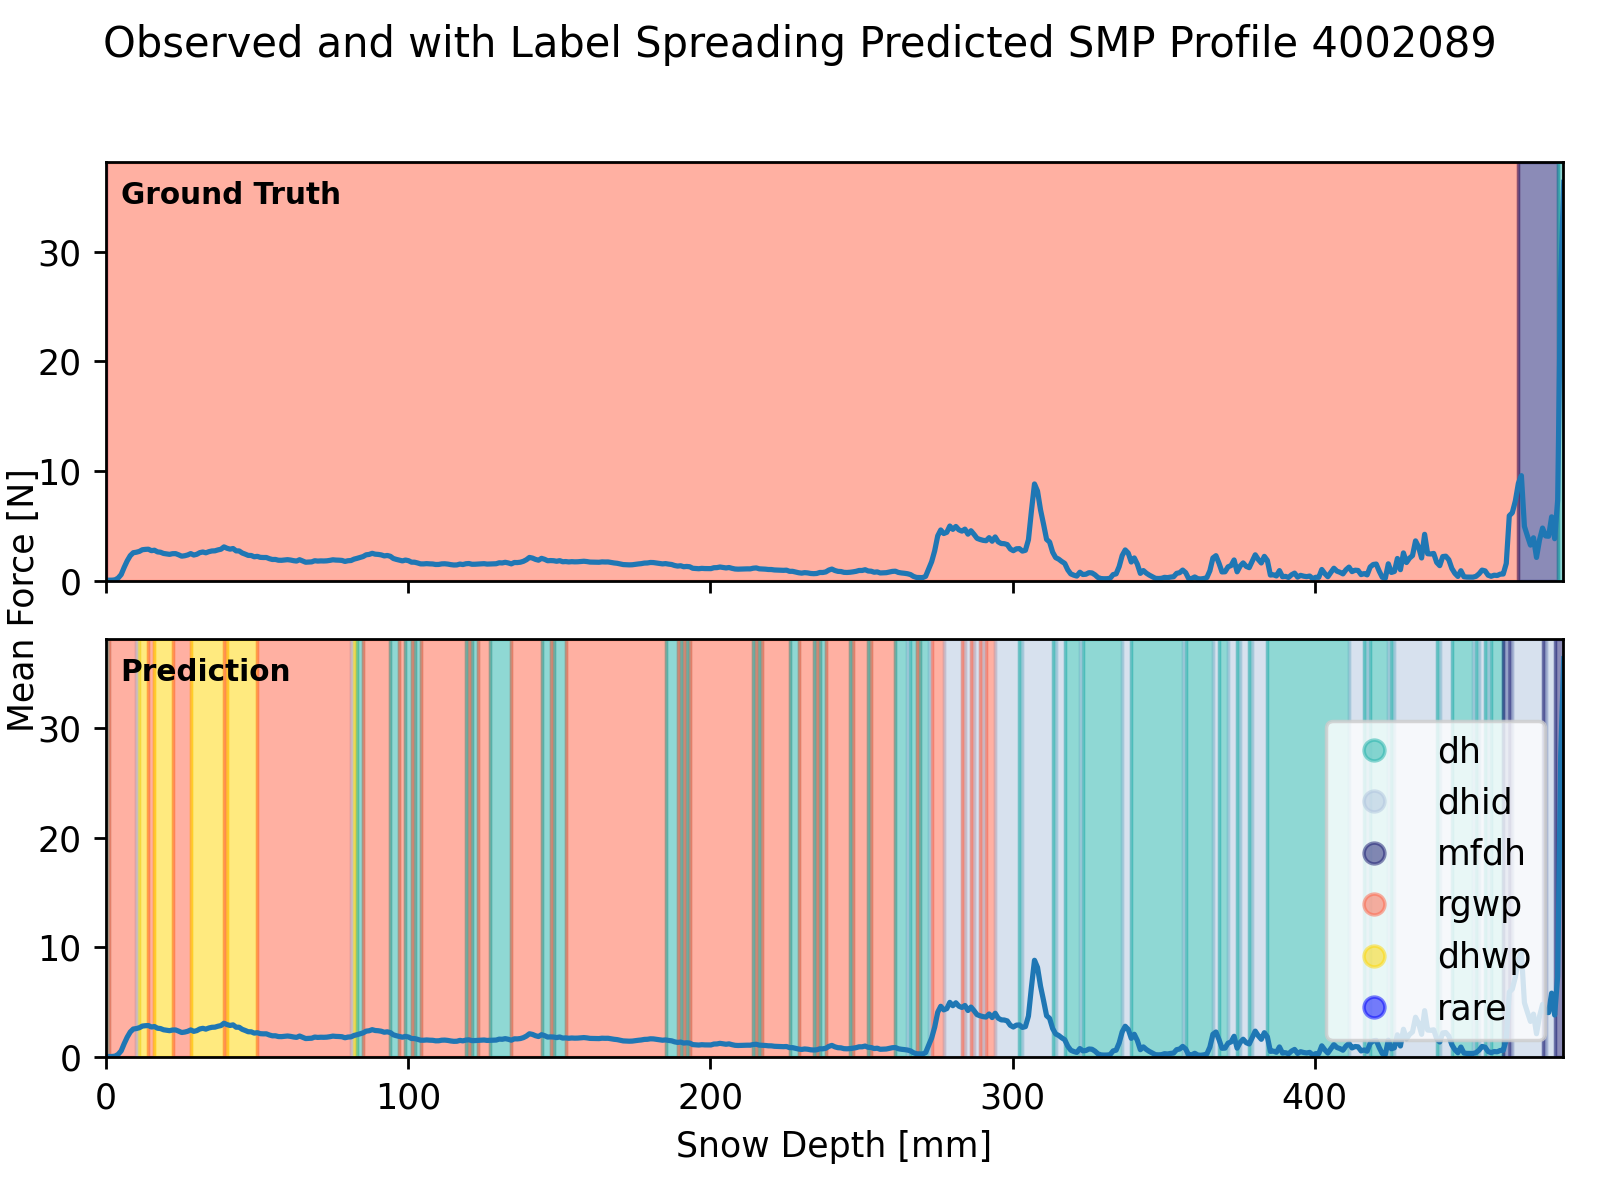 Observed and with Label Spreading Predicted SMP Profile 4002089
Ground Truth
30
20
10
0
Mean Force [N]
Prediction
30
20
10
0
dh
dhid
mfdh
rgwp
dhwp
rare
0 100 200 300 400
Snow Depth [mm]